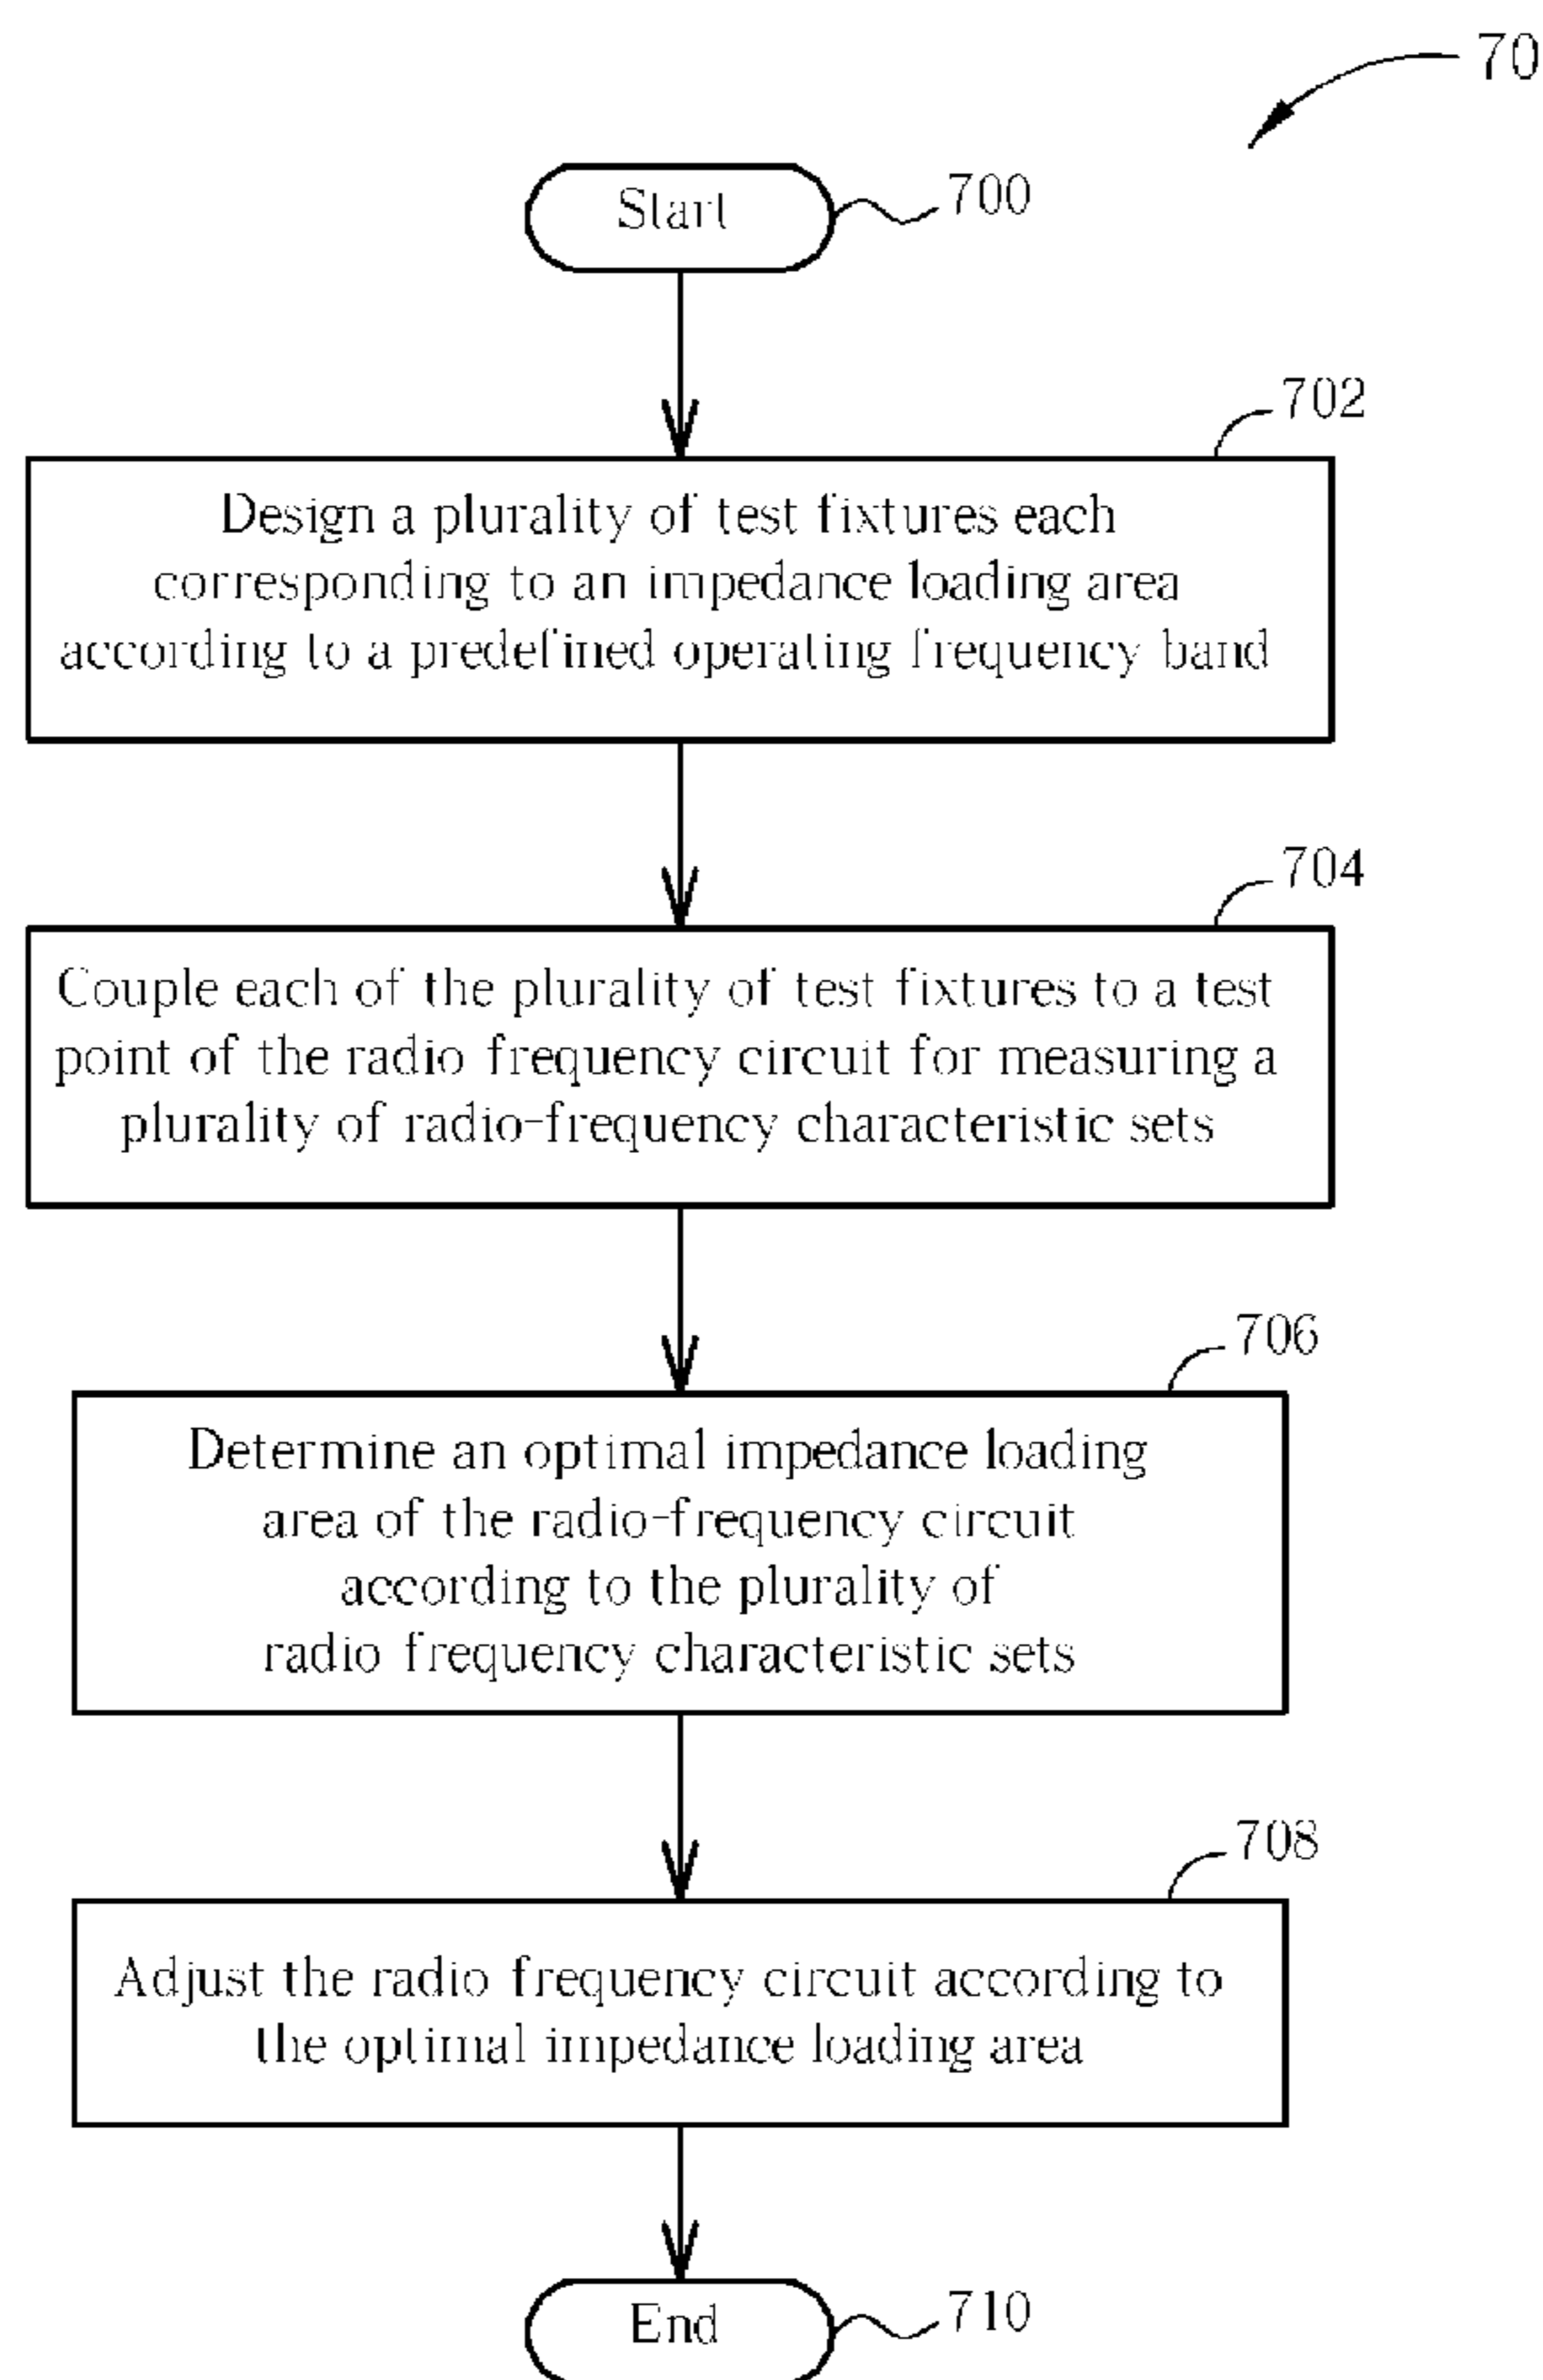 70
Start
700
702
Design a plurality of test fixtures each
corresponding to an impedance loading area
according to a predefined operating frequency band
704
Couple each of the plurality of test fixtures to a test
point of the radio frequency circuit for measuring a
plurality of radio-frequency characteristic sets
706
Determine an optimal impedance loading
area of the radio-frequency circuit
according to the plurality of
radio frequency characteristic sets
708
Adjust the radio frequency circuit according to
the optimal impedance loading area
End
710